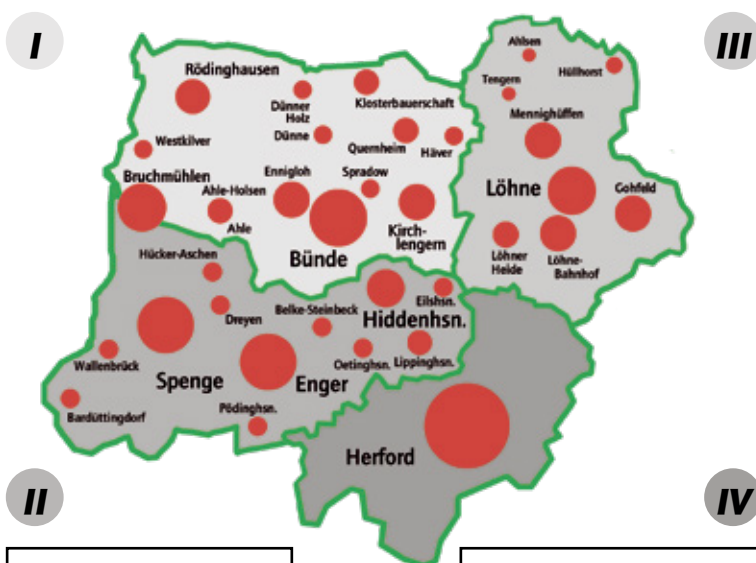 I
III
Rödinghausen
Dünner
Holz
Klosterbauerschaft
Dünne
Quernheim
Häver
Westkilver
Bruchmühlen
Ennigloh
Spradow
Ahle-Holsen
Ahle
Kirch-
lengern
Bünde
Ahlsen
Hüllhorst
Tengern
Mennighüffen
Löhne
Gohfeld
Löhner
Heide
Löhne-
Bahnhof
Hücker-Aschen
Dreyen
Belke-Steinbeck
Eilshsn.
Hiddenhsn.
Wallenbrück
Oetinghsn.
Lippinghsn.
Spenge
Enger
Bardüttingdorf
Pödinghsn.
Herford
II
IV